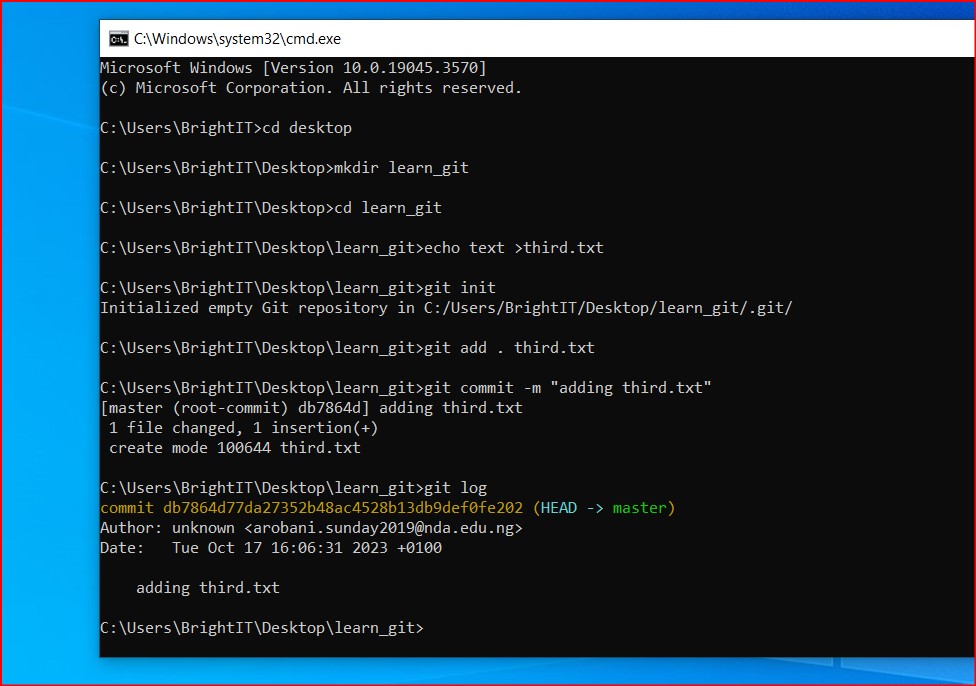 C:\Windows\system32\cmd.exe
Microsoft Windows [Version 10.0.19045.3570]
(c) Microsoft Corporation. All rights reserved.
C:\Users\BrightIT>cd desktop
C:\Users\BrightIT\Desktop>mkdir learn_git
C:\Users\BrightIT\Desktop>cd learn_git
C:\Users\BrightIT\Desktop\learn_git>echo text >third.txt
C:\Users\BrightIT\Desktop\learn_git>git init
Initialized empty Git repository in C:/Users/BrightIT/Desktop/learn_git/.git/
C:\Users\BrightIT\Desktop\learn_git>git add . third.txt
C:\Users\BrightIT\Desktop\learn_git>git commit -m "adding third.txt"
[master (root-commit) db7864d] adding third.txt
 1 file changed, 1 insertion(+)
 create mode 100644 third.txt
C:\Users\BrightIT\Desktop\learn_git>git log
commit db7864d77da27352b48ac4528b13db9def0fe202 (HEAD -> master)
Author: unknown <arobani.sunday2019@nda.edu.ng>
Date:   Tue Oct 17 16:06:31 2023 +0100
    adding third.txt
C:\Users\BrightIT\Desktop\learn_git>